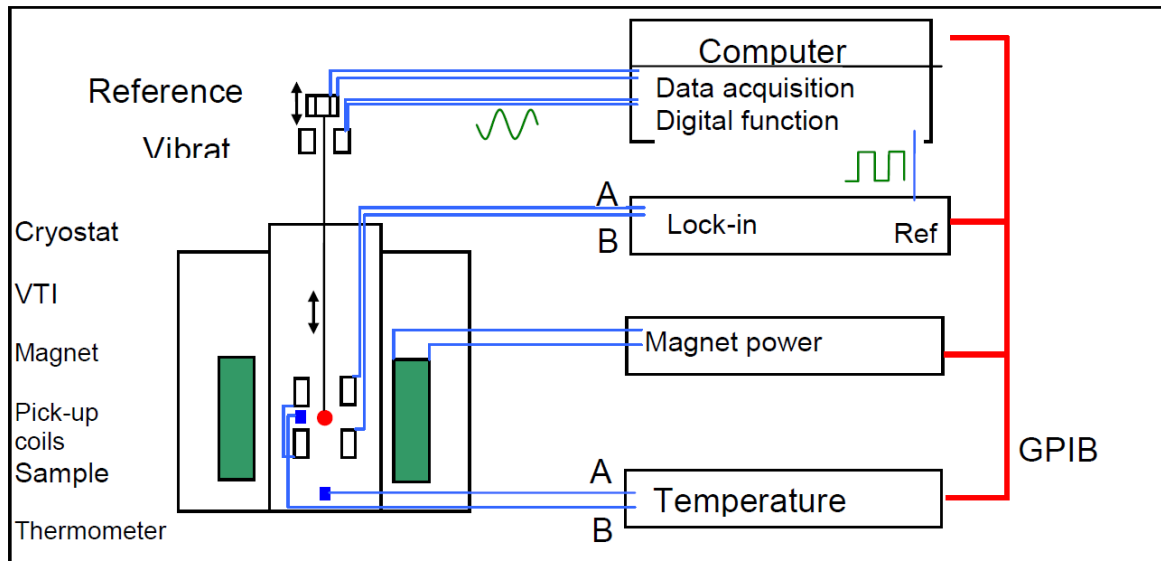 Computer
Reference
Data acquisition
Digital function
Vibrat
A
B
Lock-in
Ref
Cryostat
VTI
Magnet
Magnet power
Pick-up
coils
GPIB
Sample
A
Temperature
B
Thermometer